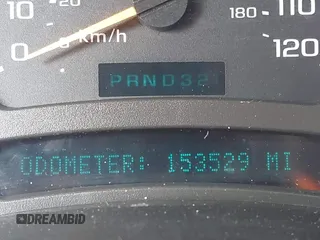 10 20 180 110
0 km/h 120
PRND32
ODOMETER: 153529 MI
DREAMBID